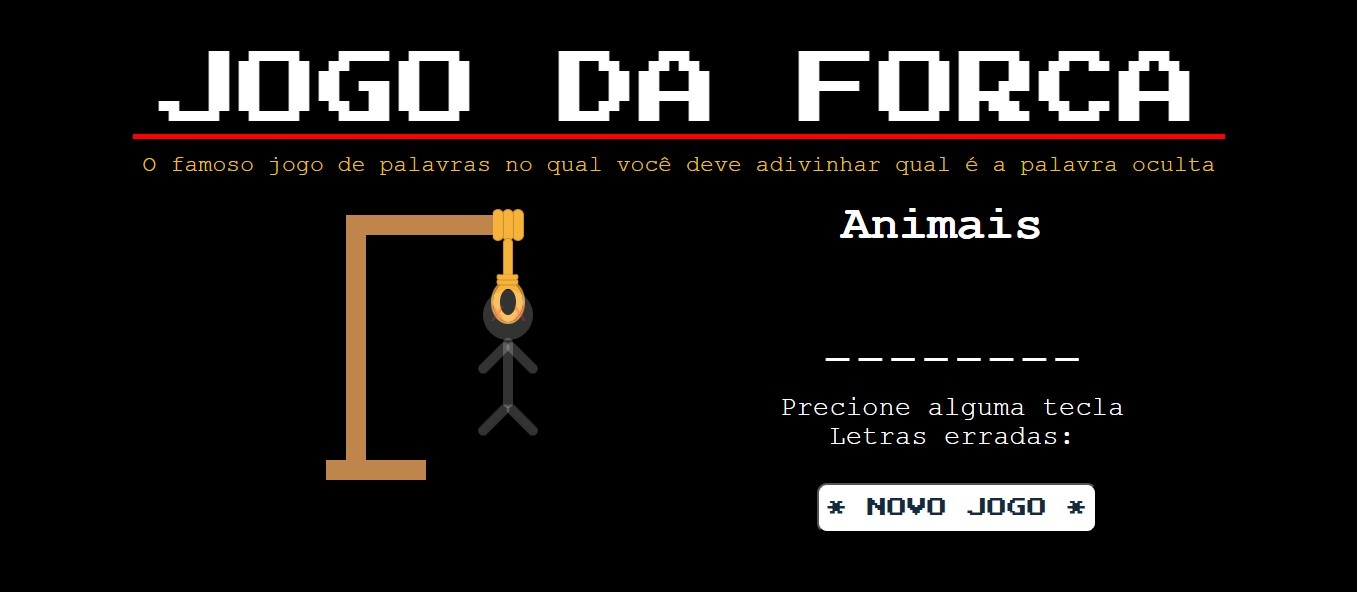 JOGO DA FORCA
O famoso jogo de palavras no qual você deve adivinhar qual é a palavra oculta
Animais
________
Precione alguma tecla
Letras erradas:
* NOVO JOGO *